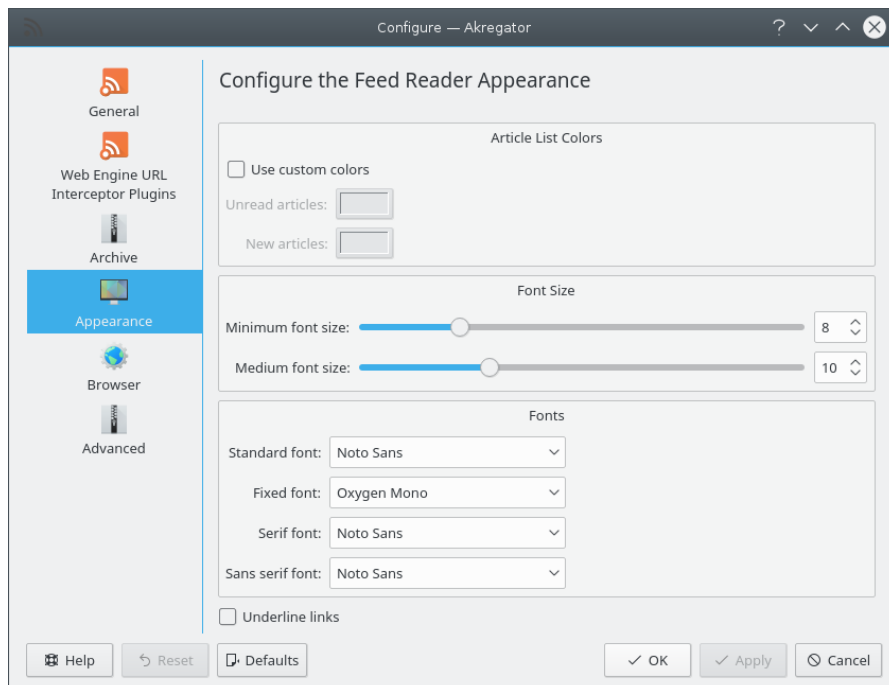 Configure — Akregator
General
Web Engine URL
Interceptor Plugins
Archive
Appearance
Browser
Advanced
Configure the Feed Reader Appearance
Article List Colors
Use custom colors
Unread articles:
New articles:
Font Size
Minimum font size: 8
Medium font size: 10
Fonts
Standard font: Noto Sans
Fixed font: Oxygen Mono
Serif font: Noto Sans
Sans serif font: Noto Sans
Underline links
Help Reset Defaults OK Apply Cancel